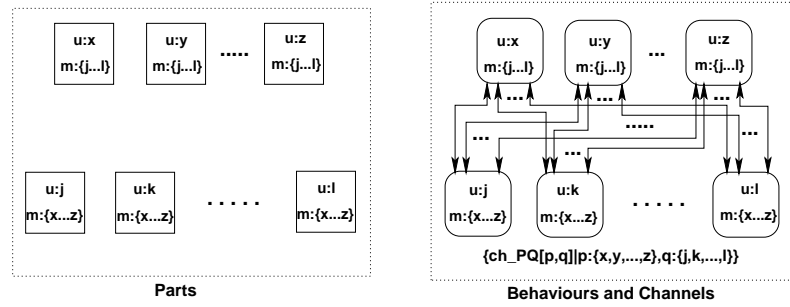 u:x
m:{j...l}
u:y
m:{j...l}
.....
u:z
m:{j...l}
u:j
m:{x...z}
u:k
m:{x...z}
. . . . .
u:l
m:{x...z}
Parts
u:x
m:{j...l}
u:y
m:{j...l}
...
u:z
m:{j...l}
...
...
...
...
.....
...
...
u:j
m:{x...z}
u:k
m:{x...z}
. . . . .
u:l
m:{x...z}
{ch_PQ[p,q]|p:{x,y,...,z},q:{j,k,...,l}}
Behaviours and Channels